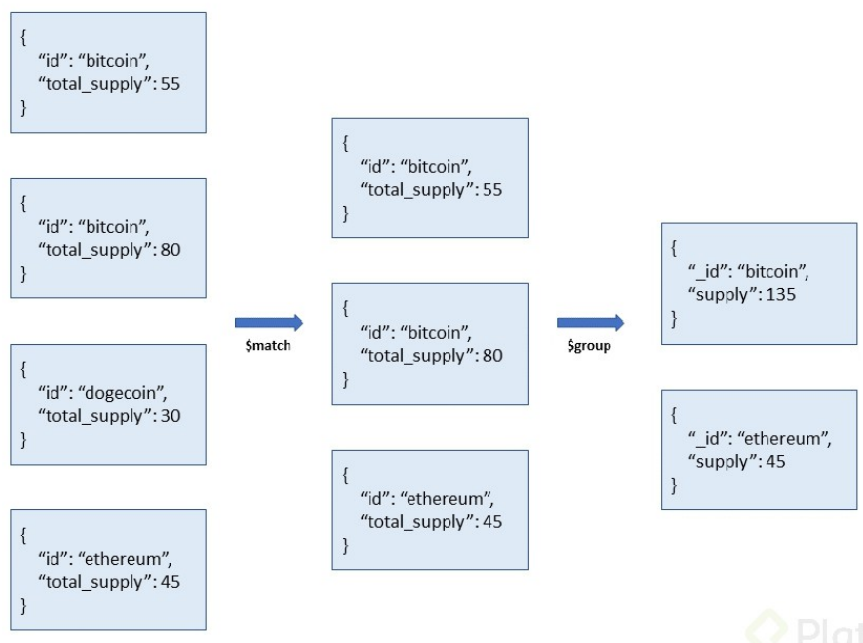 {
“id”: “bitcoin”,
“total_supply”: 55
}
{
“id”: “bitcoin”,
“total_supply”: 80
}
{
“id”: “dogecoin”,
“total_supply”: 30
}
{
“id”: “ethereum”,
“total_supply”: 45
}
$match
{
“id”: “bitcoin”,
“total_supply”: 55
}
{
“id”: “bitcoin”,
“total_supply”: 80
}
{
“id”: “ethereum”,
“total_supply”: 45
}
$group
{
“_id”: “bitcoin”,
“supply”: 135
}
{
“_id”: “ethereum”,
“supply”: 45
}
Plat